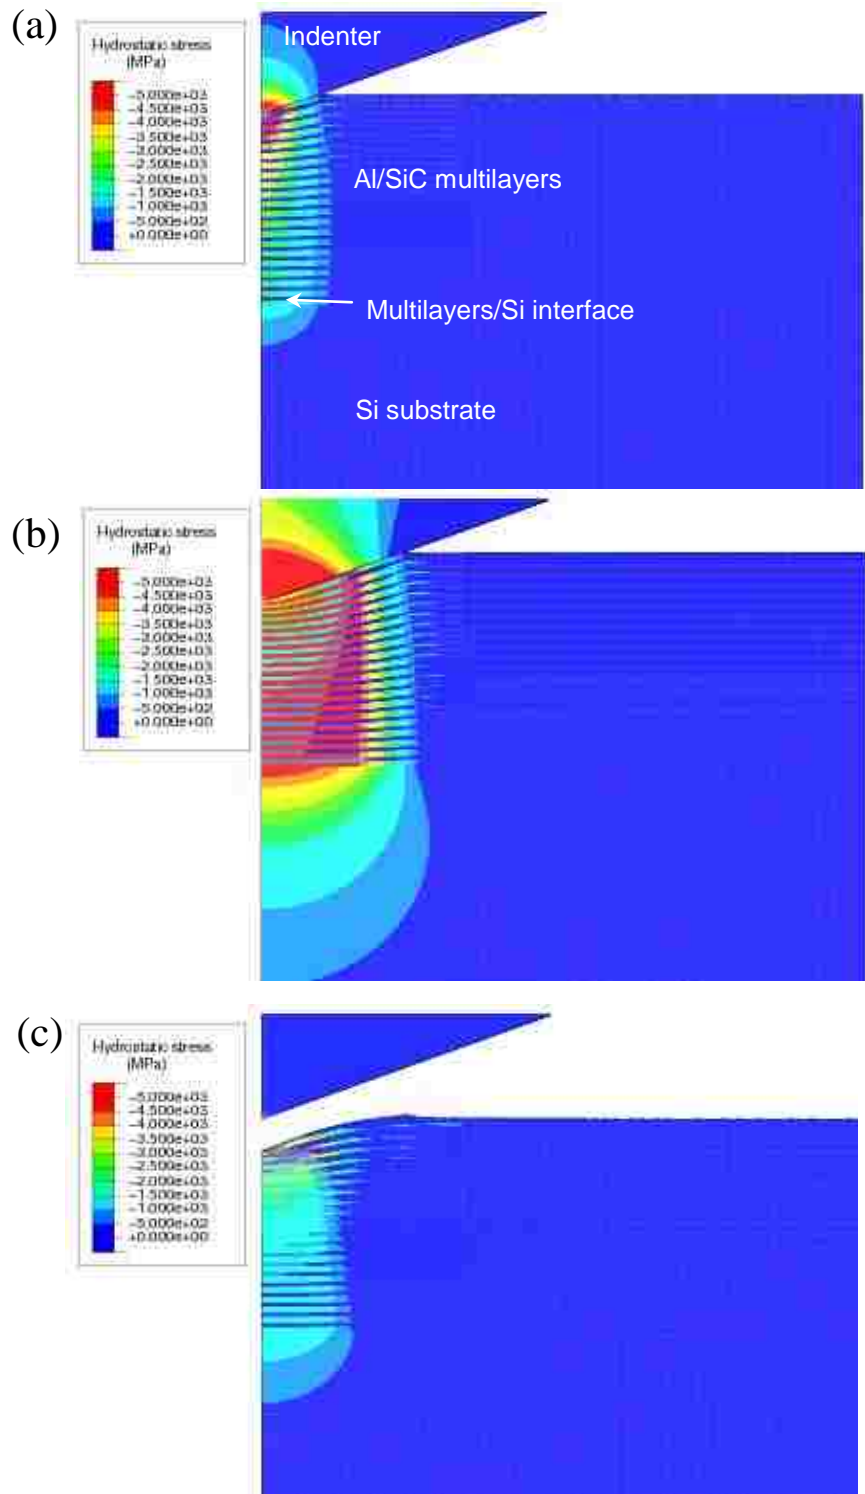 (a)
Hydrostatic stress
(MPa)
-5.000e+03
-4.500e+03
-4.000e+03
-3.500e+03
-3.000e+03
-2.500e+03
-2.000e+03
-1.500e+03
-1.000e+03
-5.000e+02
+0.000e+00
Indenter
Al/SiC multilayers
Multilayers/Si interface
Si substrate
(b)
Hydrostatic stress
(MPa)
-5.000e+03
-4.500e+03
-4.000e+03
-3.500e+03
-3.000e+03
-2.500e+03
-2.000e+03
-1.500e+03
-1.000e+03
-5.000e+02
+0.000e+00
(c)
Hydrostatic stress
(MPa)
-5.000e+03
-4.500e+03
-4.000e+03
-3.500e+03
-3.000e+03
-2.500e+03
-2.000e+03
-1.500e+03
-1.000e+03
-5.000e+02
+0.000e+00